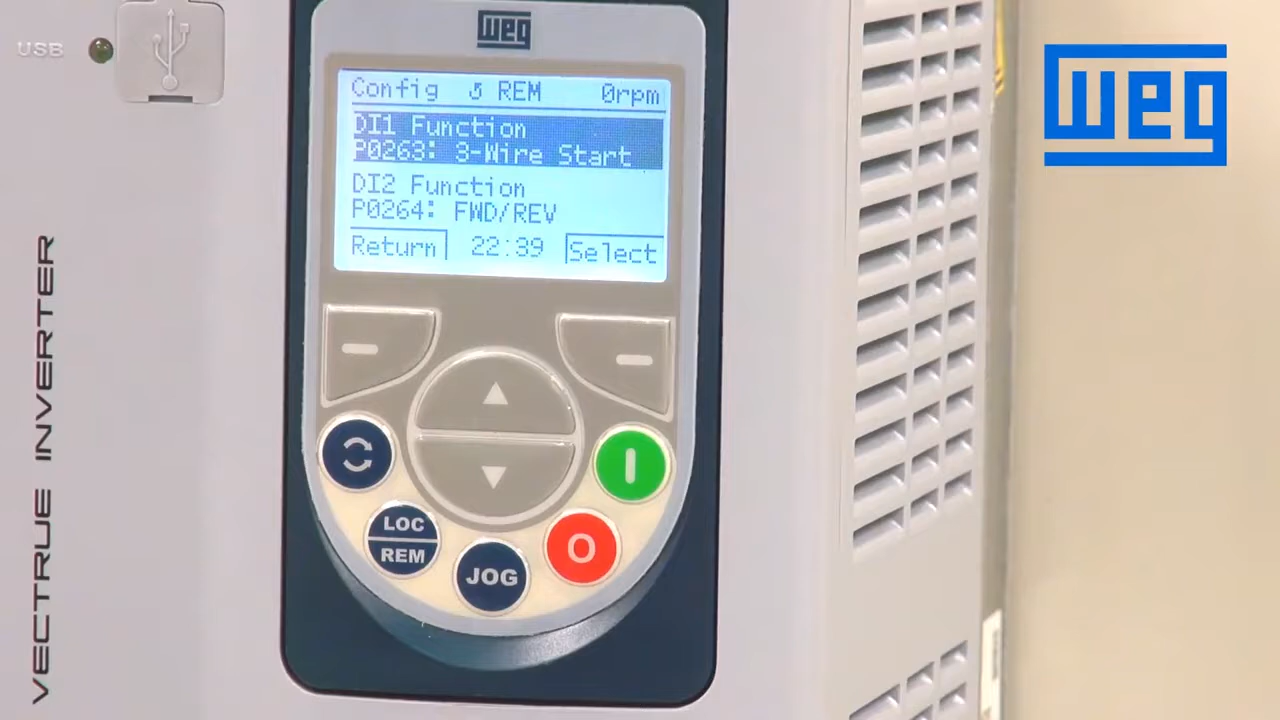 USB
weg
Config ↺ REM 0rpm
DI1 Function
P0263: 3-Wire Start
DI2 Function
P0264: FWD/REV
Return 22:39 Select
LOC
REM
JOG
VECTRUE INVERTER
weg